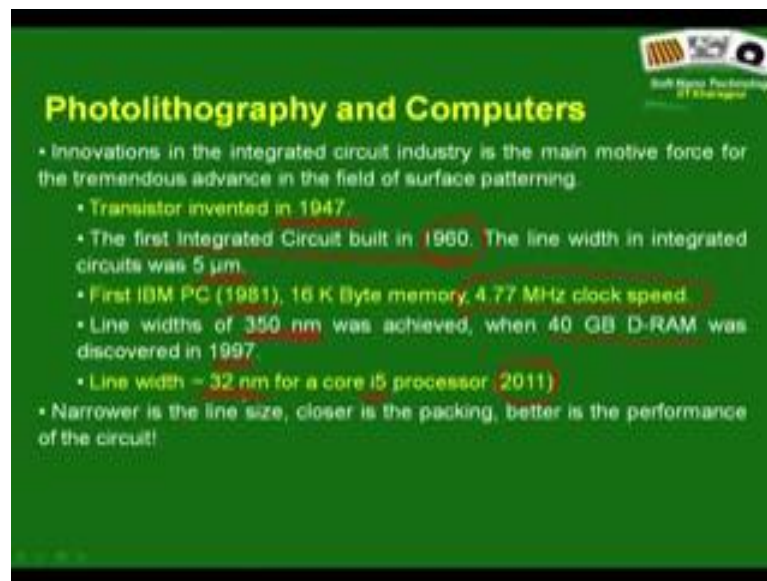 Soft Nano Technology
IIT Kharagpur
Photolithography and Computers
• Innovations in the integrated circuit industry is the main motive force for
the tremendous advance in the field of surface patterning.
• Transistor invented in 1947.
• The first Integrated Circuit built in 1960. The line width in integrated
circuits was 5 μm.
• First IBM PC (1981), 16 K Byte memory, 4.77 MHz clock speed.
• Line widths of 350 nm was achieved, when 40 GB D-RAM was
discovered in 1997.
• Line width ~ 32 nm for a core i5 processor 2011)
• Narrower is the line size, closer is the packing, better is the performance
of the circuit!